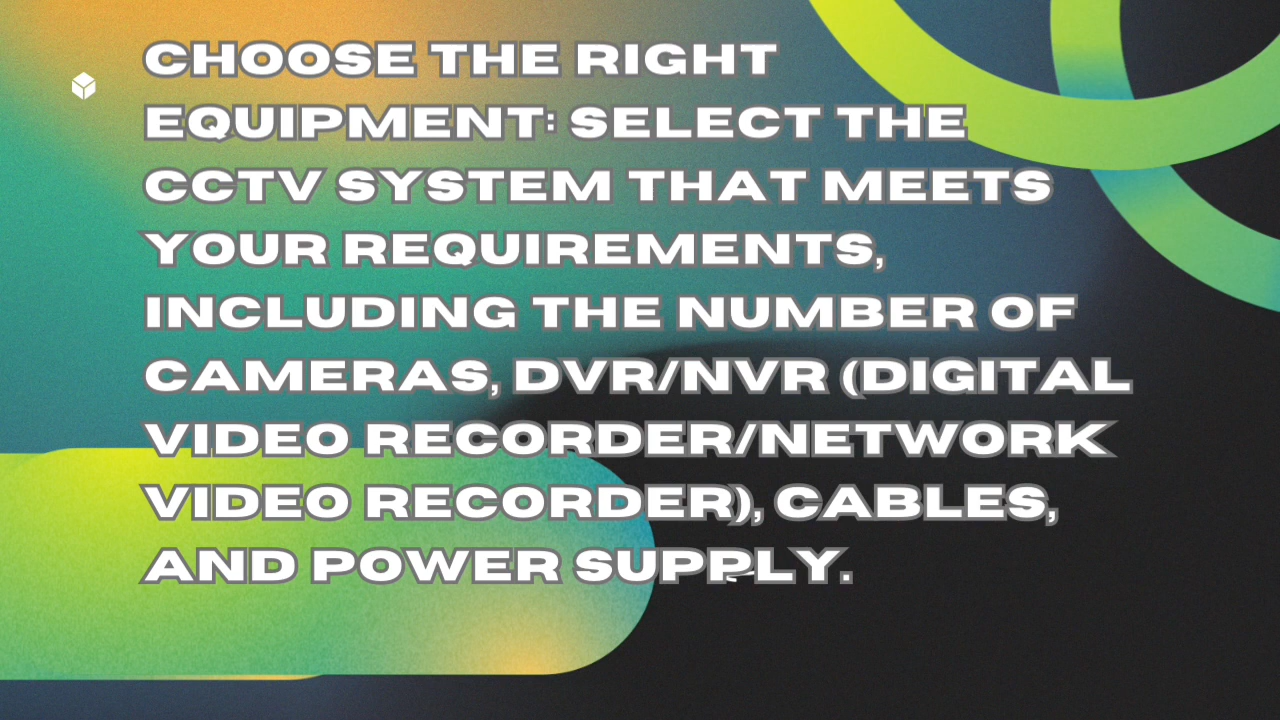 CHOOSE THE RIGHT
EQUIPMENT: SELECT THE
CCTV SYSTEM THAT MEETS
YOUR REQUIREMENTS,
INCLUDING THE NUMBER OF
CAMERAS, DVR/NVR (DIGITAL
VIDEO RECORDER/NETWORK
VIDEO RECORDER), CABLES,
AND POWER SUPPLY.